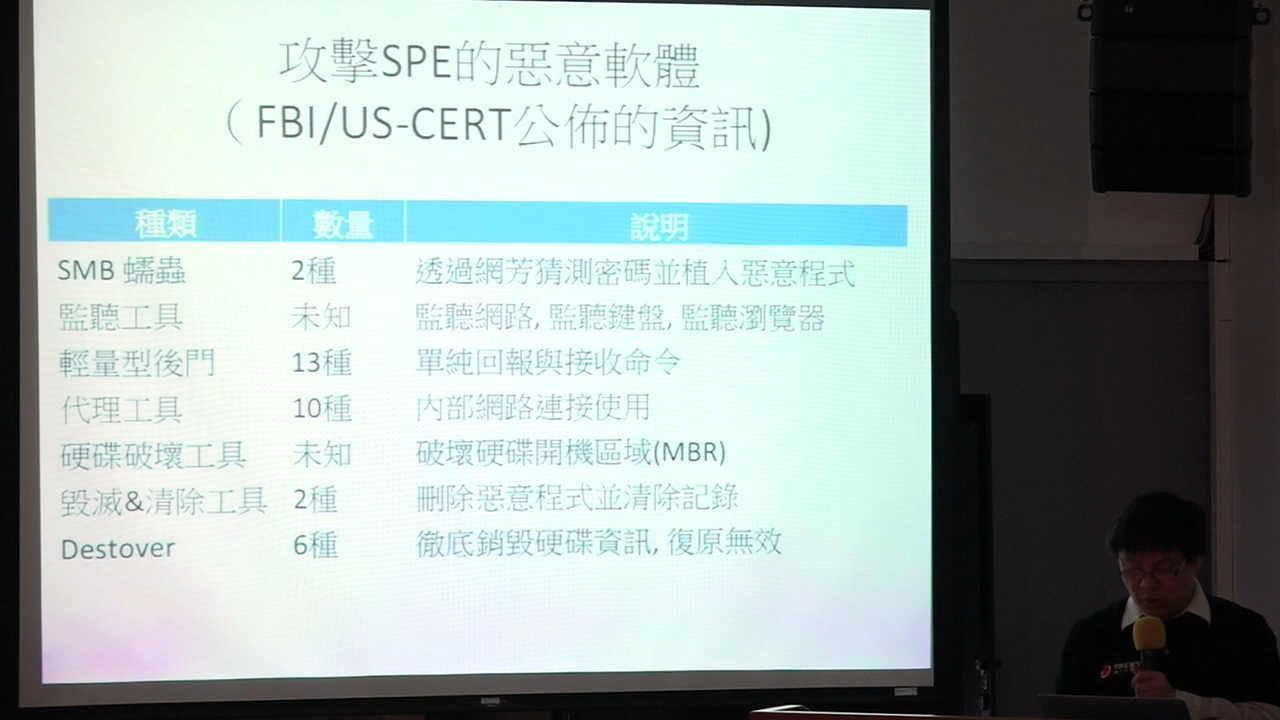 攻擊SPE的惡意軟體
（FBI/US-CERT公佈的資訊)
種類 數量 說明
SMB 蠕蟲 2種 透過網芳猜測密碼並植入惡意程式
監聽工具 未知 監聽網路, 監聽鍵盤, 監聽瀏覽器
輕量型後門 13種 單純回報與接收命令
代理工具 10種 內部網路連接使用
硬碟破壞工具 未知 破壞硬碟開機區域(MBR)
毀滅&清除工具 2種 刪除惡意程式並清除記錄
Destover 6種 徹底銷毀硬碟資訊, 復原無效